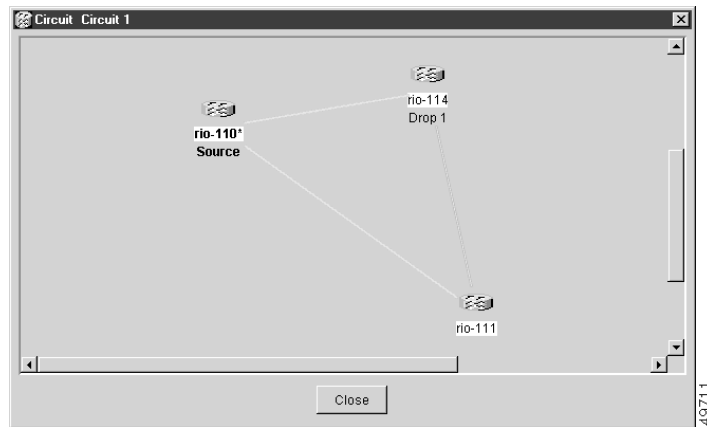 Circuit Circuit 1
rio-114
Drop 1
rio-110*
Source
rio-111
Close
49711